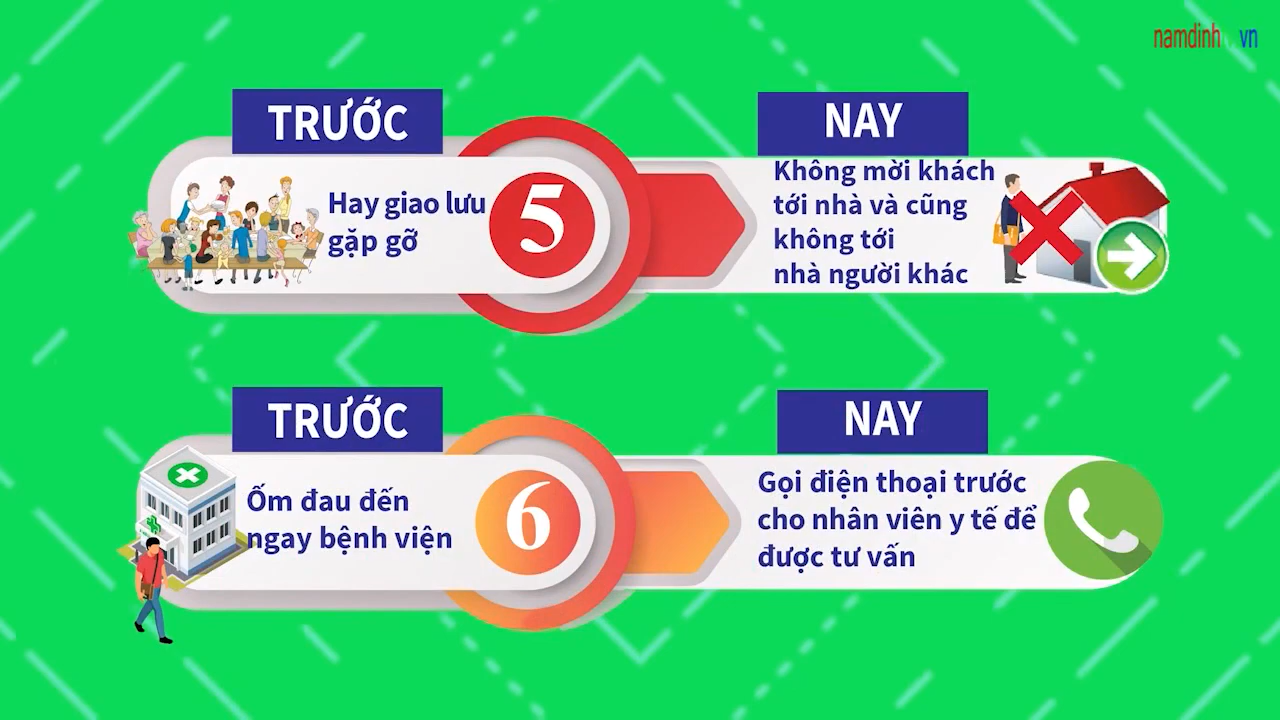 namdinh vn
TRƯỚC
NAY
Hay giao lưu
gặp gỡ
5
Không mời khách
tới nhà và cũng
không tới
nhà người khác
TRƯỚC
NAY
Ốm đau đến
ngay bệnh viện
6
Gọi điện thoại trước
cho nhân viên y tế để
được tư vấn